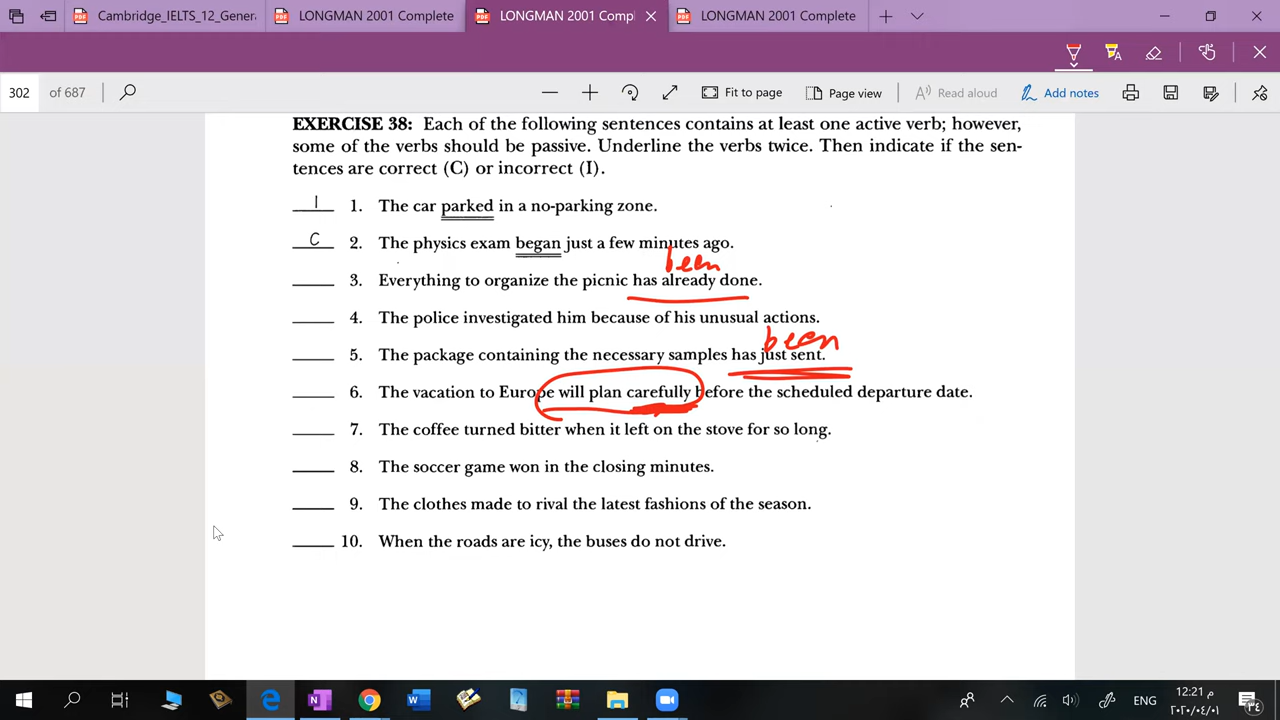 Cambridge_IELTS_12_Genera
LONGMAN 2001 Complete
LONGMAN 2001 Compl
LONGMAN 2001 Complete
302 of 687
Fit to page
Page view
Read aloud
Add notes
EXERCISE 38: Each of the following sentences contains at least one active verb; however,
some of the verbs should be passive. Underline the verbs twice. Then indicate if the sen-
tences are correct (C) or incorrect (I).
I 1. The car parked in a no-parking zone.
C 2. The physics exam began just a few minutes ago.
been
3. Everything to organize the picnic has already done.
4. The police investigated him because of his unusual actions.
been
5. The package containing the necessary samples has just sent.
6. The vacation to Europe will plan carefully before the scheduled departure date.
7. The coffee turned bitter when it left on the stove for so long.
8. The soccer game won in the closing minutes.
9. The clothes made to rival the latest fashions of the season.
10. When the roads are icy, the buses do not drive.
ENG
12:21 م
٢٠٢٠/٠٤/٠١
٣٤